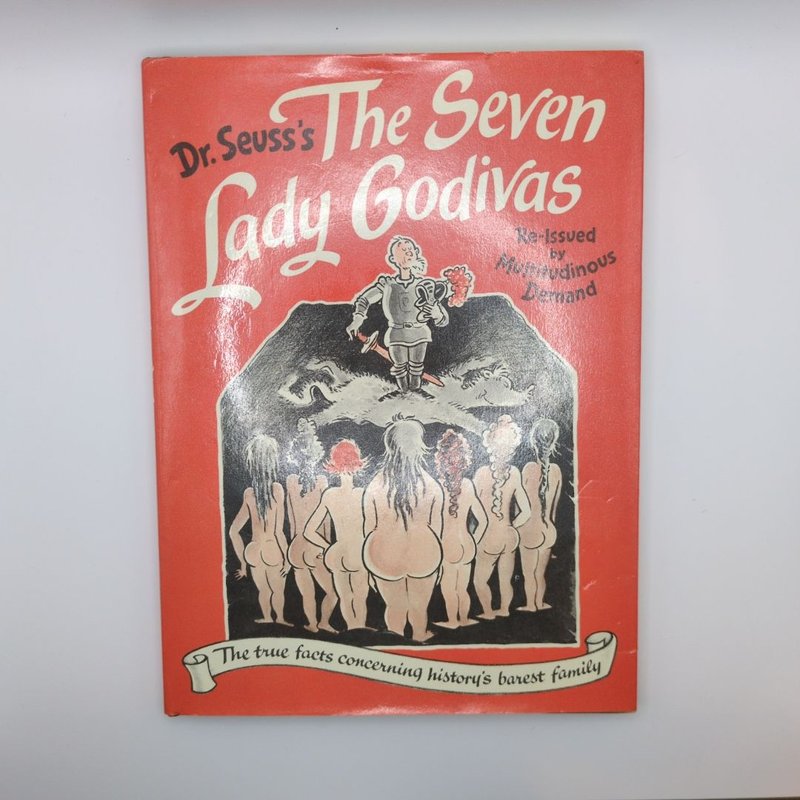 Dr. Seuss's The Seven
Lady Godivas
Re-Issued
by
Multitudinous
Demand
The true facts concerning history's barest family